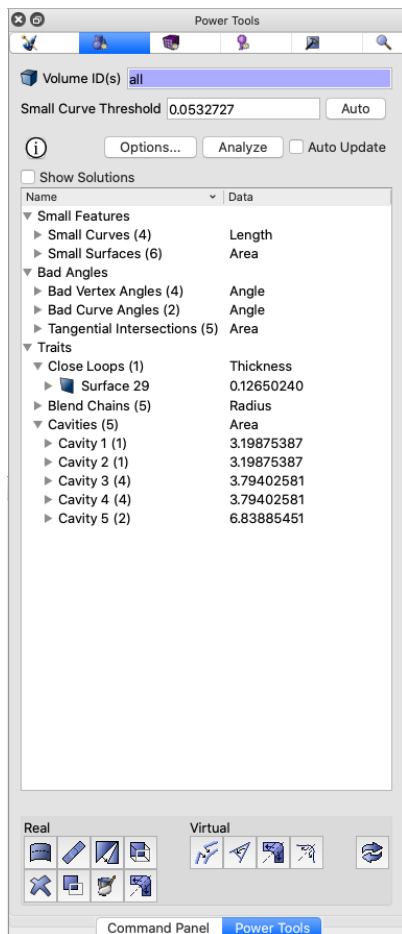 Power Tools
Volume ID(s) all
Small Curve Threshold 0.0532727 Auto
Options... Analyze Auto Update
Show Solutions
Name Data
Small Features
Small Curves (4) Length
Small Surfaces (6) Area
Bad Angles
Bad Vertex Angles (4) Angle
Bad Curve Angles (2) Angle
Tangential Intersections (5) Area
Traits
Close Loops (1) Thickness
Surface 29 0.12650240
Blend Chains (5) Radius
Cavities (5) Area
Cavity 1 (1) 3.19875387
Cavity 2 (1) 3.19875387
Cavity 3 (4) 3.79402581
Cavity 4 (4) 3.79402581
Cavity 5 (2) 6.83885451
Real Virtual
Command Panel Power Tools